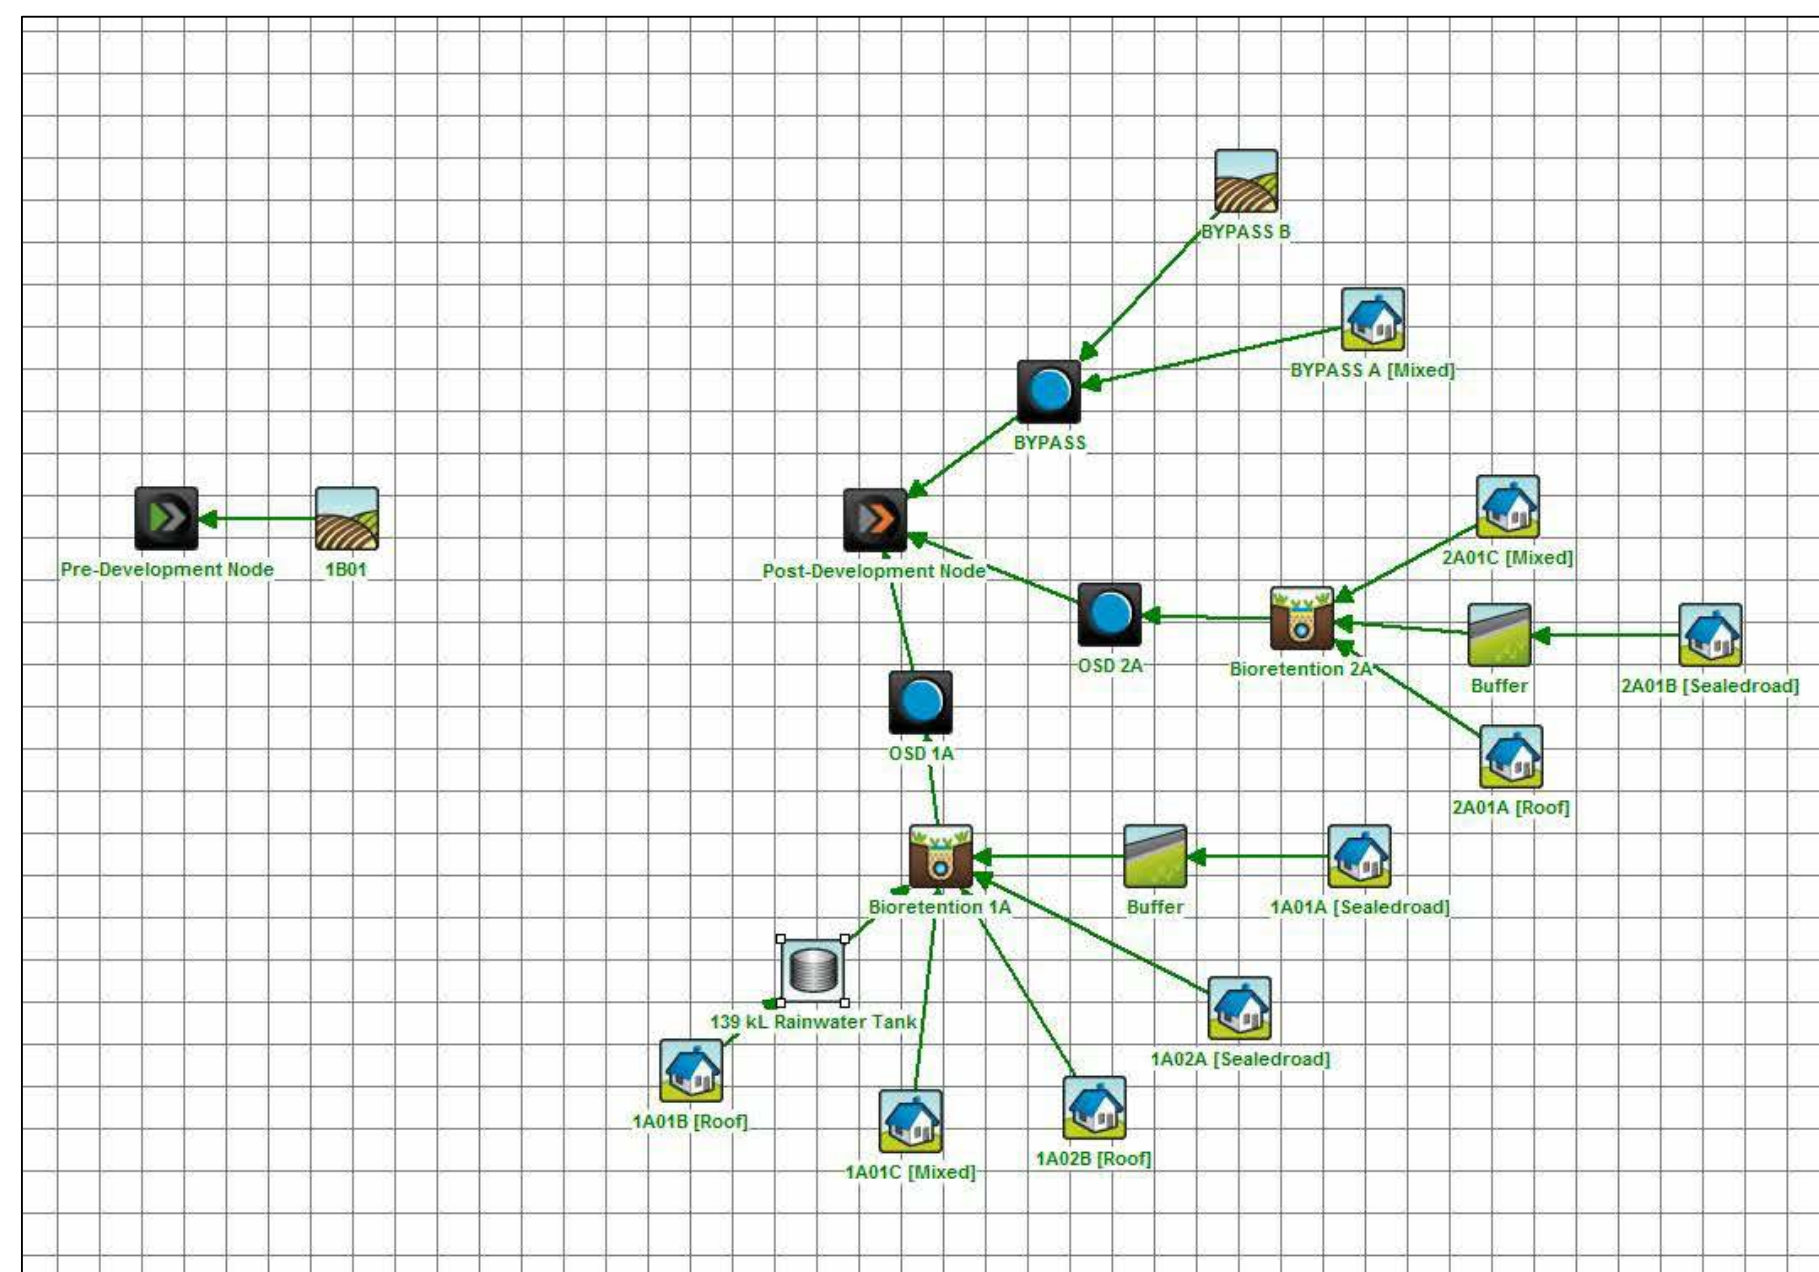 BYPASS B
BYPASS A [Mixed]
BYPASS
2A01C [Mixed]
Pre-Development Node
1B01
Post-Development Node
OSD 2A
Bioretention 2A
Buffer
2A01B [Sealedroad]
OSD 1A
2A01A [Roof]
Bioretention 1A
Buffer
1A01A [Sealedroad]
139 kL Rainwater Tank
1A02A [Sealedroad]
1A01B [Roof]
1A01C [Mixed]
1A02B [Roof]